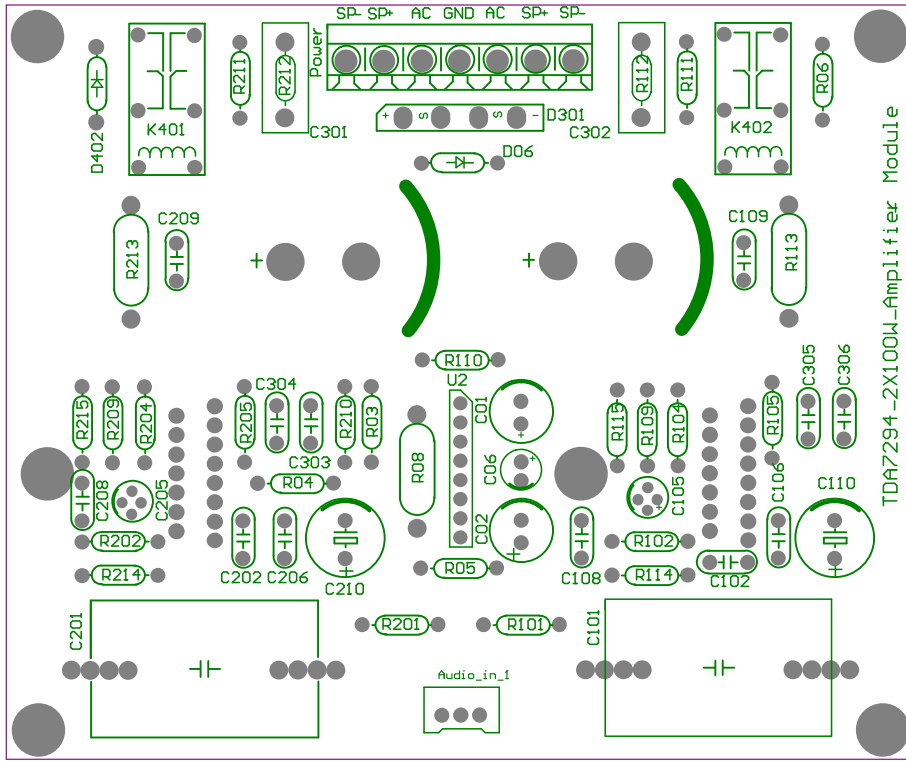 SP- SP+ AC GND AC SP+ SP-
Power
R211
R212
R112
R111
R06
D402
K401
C301
+ S S -
D301
C302
K402
D06
C209
C109
R213
R113
+
+
TDA7294-2X100W_Amplifier Module
R110
U2
C304
C303
R215
R209
R204
R205
R210
R03
C01
+
R115
R109
R104
R105
C305
C306
R08
C06
+
R04
C208
C205
C105
+
C106
C110
C02
+
R202
R102
C202
C206
C210
+
R05
C108
C102
+
R214
R114
C201
R201
R101
C101
Audio_in_1